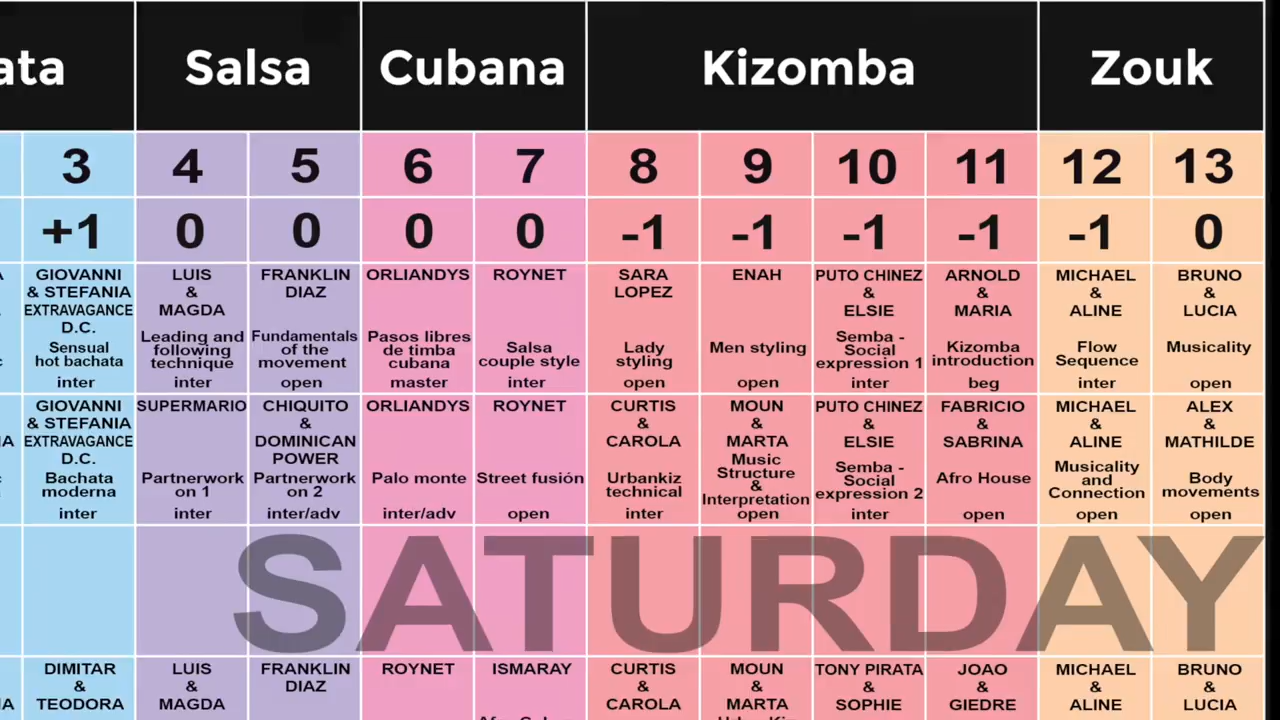 ata Salsa Cubana Kizomba Zouk
3 4 5 6 7 8 9 10 11 12 13
+1 0 0 0 0 -1 -1 -1 -1 -1 0
GIOVANNI
& STEFANIA
EXTRAVAGANCE
D.C.
Sensual
hot bachata
inter
LUIS
&
MAGDA
Leading and
following
technique
inter
FRANKLIN
DIAZ
Fundamentals
of the
movement
open
ORLIANDYS
Pasos libres
de timba
cubana
master
ROYNET
Salsa
couple style
inter
SARA
LOPEZ
Lady
styling
open
ENAH
Men styling
open
PUTO CHINEZ
&
ELSIE
Semba -
Social
expression 1
inter
ARNOLD
&
MARIA
Kizomba
introduction
beg
MICHAEL
&
ALINE
Flow
Sequence
inter
BRUNO
&
LUCIA
Musicality
open
GIOVANNI
& STEFANIA
EXTRAVAGANCE
D.C.
Bachata
moderna
inter
SUPERMARIO
Partnerwork
on 1
inter
CHIQUITO
&
DOMINICAN
POWER
Partnerwork
on 2
inter/adv
ORLIANDYS
Palo monte
inter/adv
ROYNET
Street fusión
open
CURTIS
&
CAROLA
Urbankiz
technical
inter
MOUN
&
MARTA
Music
Structure
&
Interpretation
open
PUTO CHINEZ
&
ELSIE
Semba -
Social
expression 2
inter
FABRICIO
&
SABRINA
Afro House
open
MICHAEL
&
ALINE
Musicality
and
Connection
open
ALEX
&
MATHILDE
Body
movements
open
SATURDAY
DIMITAR
&
TEODORA
LUIS
&
MAGDA
FRANKLIN
DIAZ
ROYNET
ISMARAY
CURTIS
&
CAROLA
MOUN
&
MARTA
TONY PIRATA
&
SOPHIE
JOAO
&
GIEDRE
MICHAEL
&
ALINE
BRUNO
&
LUCIA